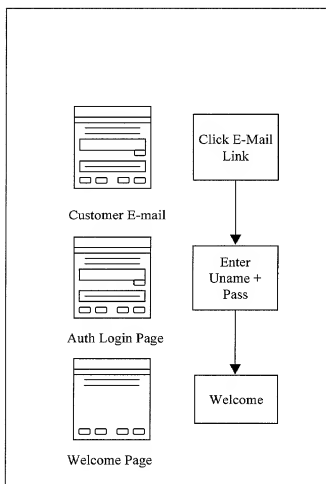 Click E-Mail
Link
Customer E-mail
Enter
Uname +
Pass
Auth Login Page
Welcome
Welcome Page